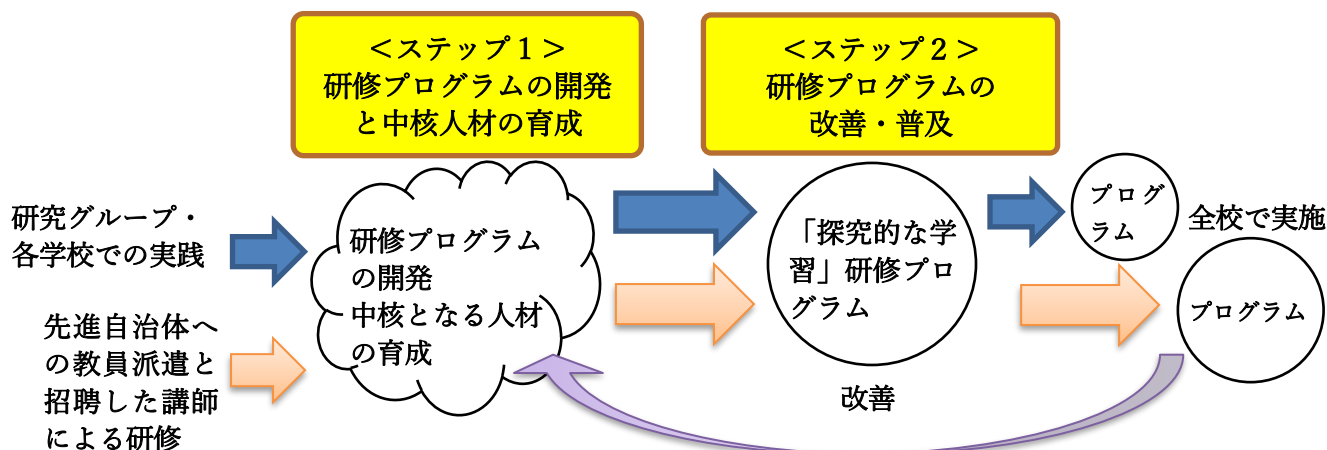 ＜ステップ１＞
研修プログラムの開発
と中核人材の育成
＜ステップ２＞
研修プログラムの
改善・普及
研究グループ・
各学校での実践
先進自治体へ
の教員派遣と
招聘した講師
による研修
研修プログラム
の開発
中核となる人材
の育成
「探究的な学
習」研修プロ
グラム
改善
プログ
ラム
全校で実施
プログラム